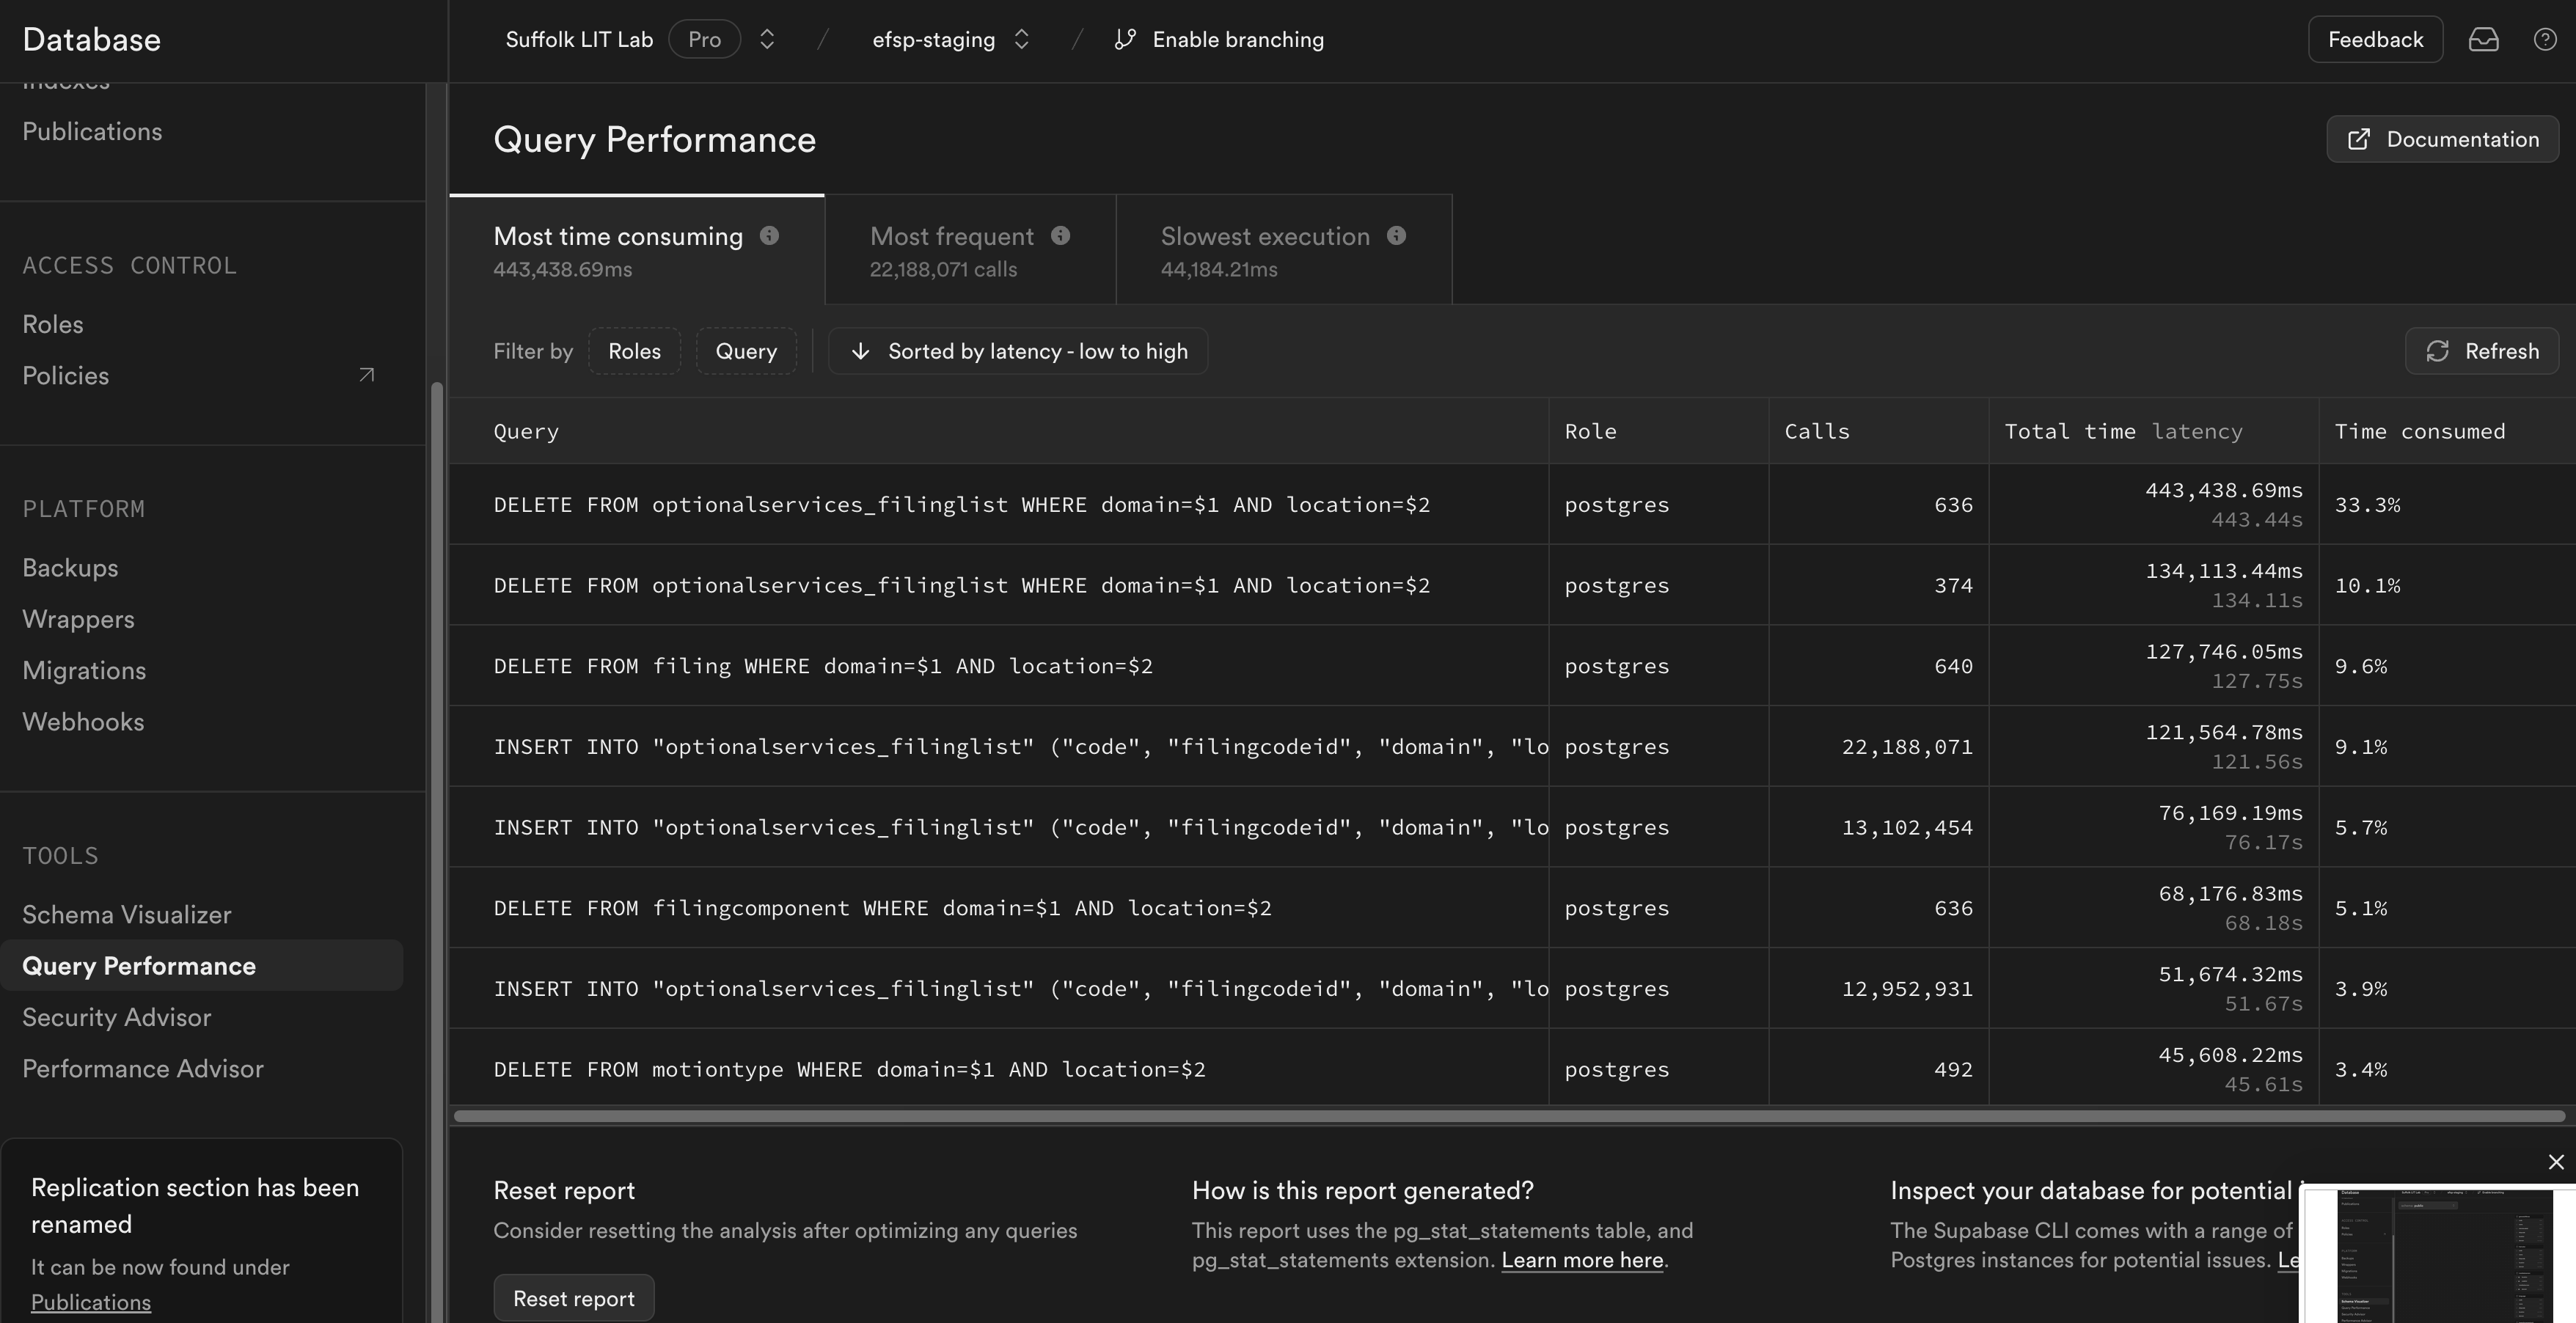 Database
Suffolk LIT Lab Pro / efsp-staging / Enable branching
Feedback
Indexes
Publications
ACCESS CONTROL
Roles
Policies
PLATFORM
Backups
Wrappers
Migrations
Webhooks
TOOLS
Schema Visualizer
Query Performance
Security Advisor
Performance Advisor
Replication section has been
renamed
It can be now found under
Publications
Query Performance
Documentation
Most time consuming
443,438.69ms
Most frequent
22,188,071 calls
Slowest execution
44,184.21ms
Filter by Roles Query Sorted by latency - low to high Refresh
Query Role Calls Total time latency Time consumed
DELETE FROM optionalservices_filinglist WHERE domain=$1 AND location=$2 postgres 636 443,438.69ms 33.3%
443.44s
DELETE FROM optionalservices_filinglist WHERE domain=$1 AND location=$2 postgres 374 134,113.44ms 10.1%
134.11s
DELETE FROM filing WHERE domain=$1 AND location=$2 postgres 640 127,746.05ms 9.6%
127.75s
INSERT INTO "optionalservices_filinglist" ("code", "filingcodeid", "domain", "lo postgres 22,188,071 121,564.78ms 9.1%
121.56s
INSERT INTO "optionalservices_filinglist" ("code", "filingcodeid", "domain", "lo postgres 13,102,454 76,169.19ms 5.7%
76.17s
DELETE FROM filingcomponent WHERE domain=$1 AND location=$2 postgres 636 68,176.83ms 5.1%
68.18s
INSERT INTO "optionalservices_filinglist" ("code", "filingcodeid", "domain", "lo postgres 12,952,931 51,674.32ms 3.9%
51.67s
DELETE FROM motiontype WHERE domain=$1 AND location=$2 postgres 492 45,608.22ms 3.4%
45.61s
Reset report
Consider resetting the analysis after optimizing any queries
Reset report
How is this report generated?
This report uses the pg_stat_statements table, and
pg_stat_statements extension. Learn more here.
Inspect your database for potential
The Supabase CLI comes with a range of
Postgres instances for potential issues. Le